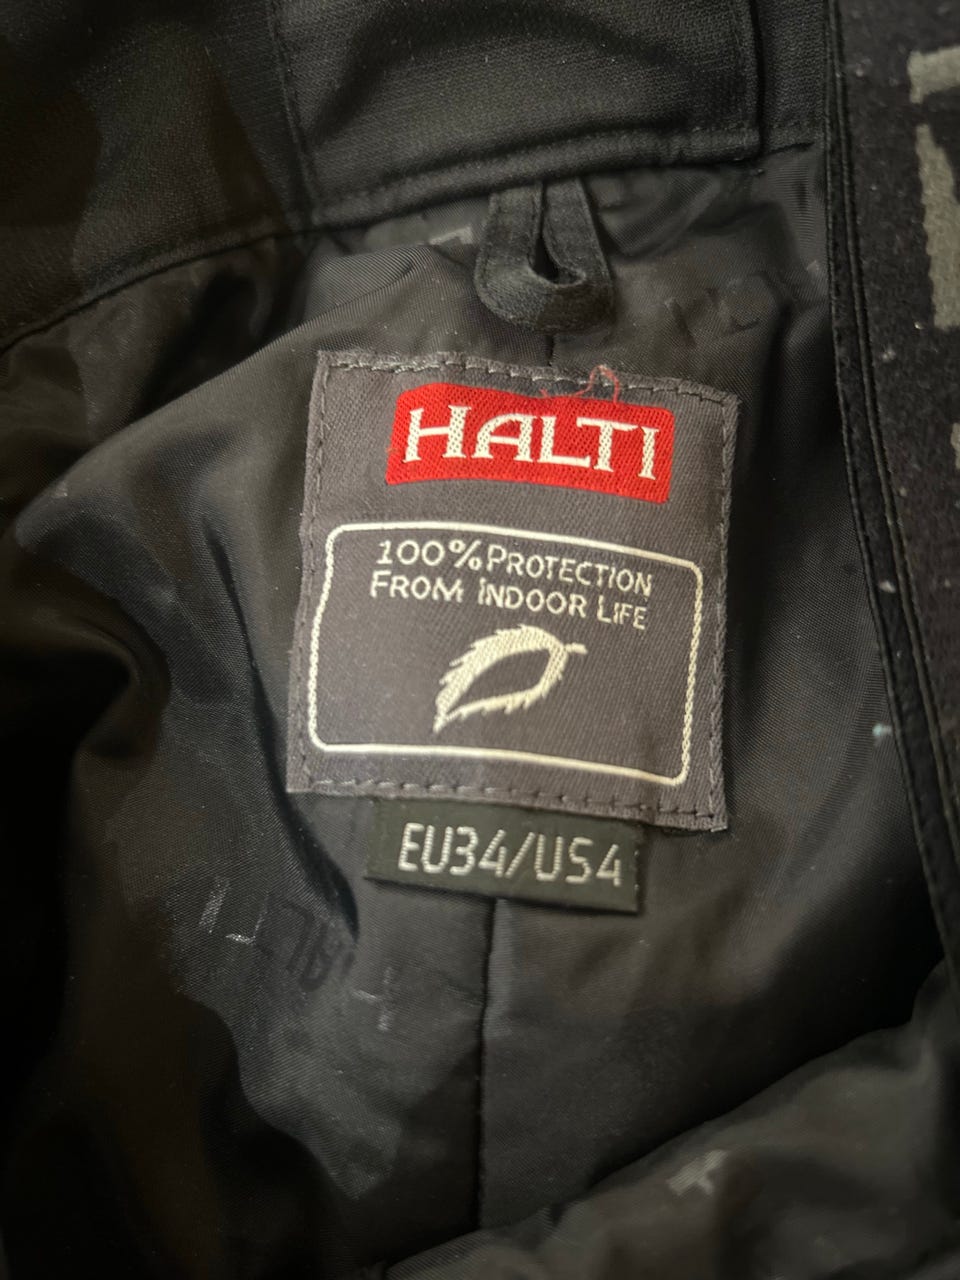 HALTI
100% PROTECTION
FROM INDOOR LIFE
EU34/US4